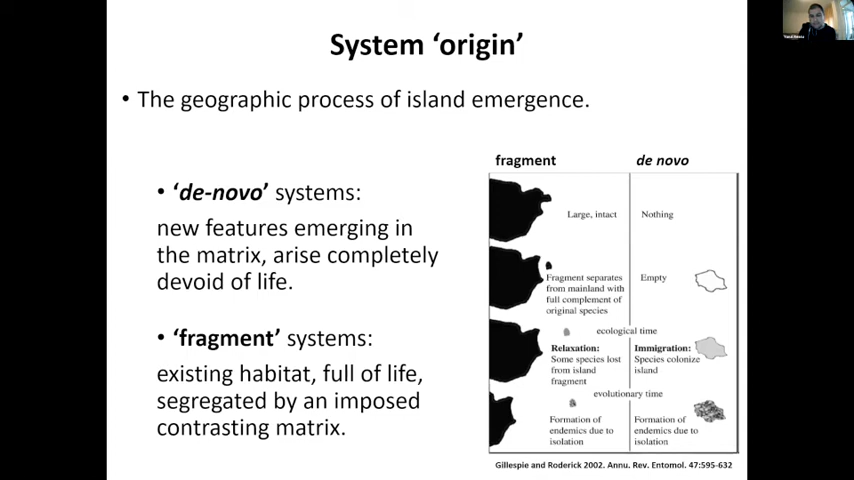 System ‘origin’
• The geographic process of island emergence.
• ‘de-novo’ systems:
new features emerging in
the matrix, arise completely
devoid of life.
• ‘fragment’ systems:
existing habitat, full of life,
segregated by an imposed
contrasting matrix.
fragment
de novo
Large, intact
Nothing
Fragment separates
from mainland with
full complement of
original species
Empty
ecological time
Relaxation:
Some species lost
from island
fragment
Immigration:
Species colonize
island
evolutionary time
Formation of
endemics due to
isolation
Formation of
endemics due to
isolation
Gillespie and Roderick 2002. Annu. Rev. Entomol. 47:595-632